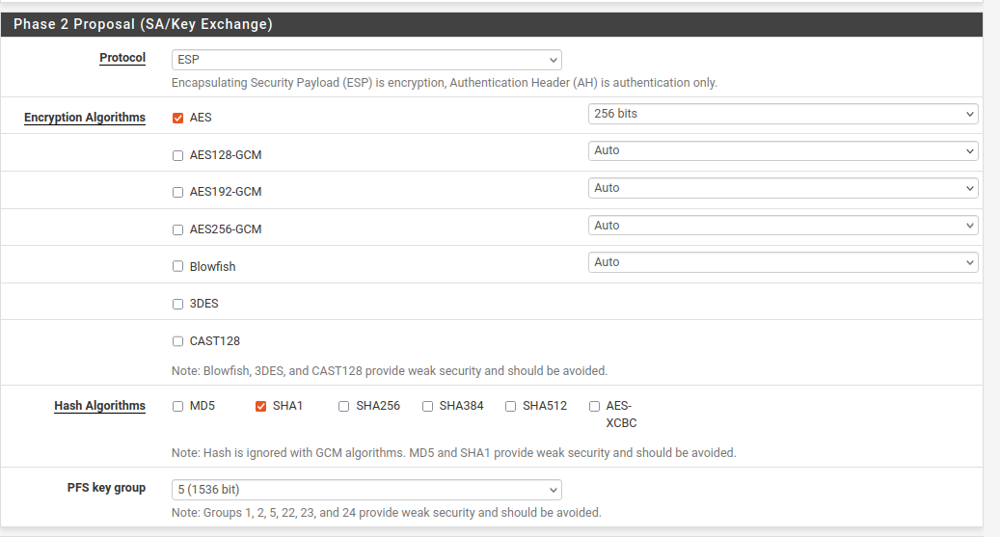 Phase 2 Proposal (SA/Key Exchange)
Protocol ESP
Encapsulating Security Payload (ESP) is encryption, Authentication Header (AH) is authentication only.
Encryption Algorithms AES 256 bits
AES128-GCM Auto
AES192-GCM Auto
AES256-GCM Auto
Blowfish Auto
3DES
CAST128
Note: Blowfish, 3DES, and CAST128 provide weak security and should be avoided.
Hash Algorithms MD5 SHA1 SHA256 SHA384 SHA512 AES-
XCBC
Note: Hash is ignored with GCM algorithms. MD5 and SHA1 provide weak security and should be avoided.
PFS key group 5 (1536 bit)
Note: Groups 1, 2, 5, 22, 23, and 24 provide weak security and should be avoided.